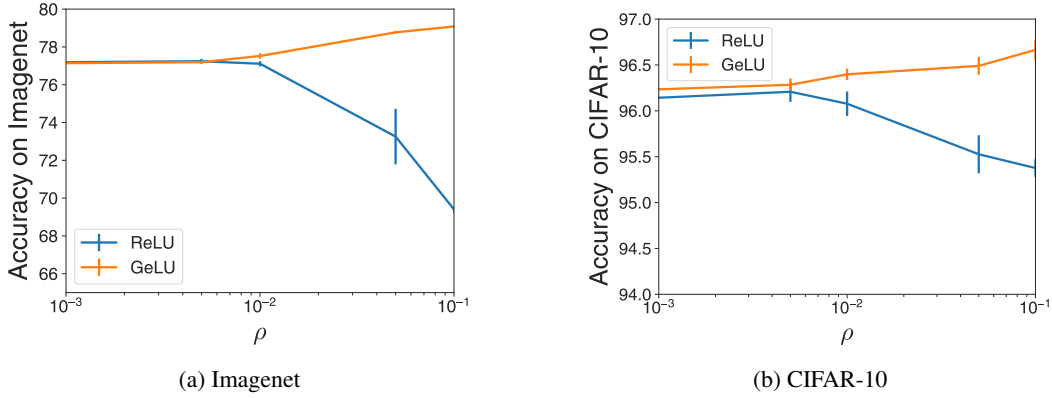 80
78
76
74
72
70
68
66
Accuracy on Imagenet
ReLU
GeLU
10⁻³
10⁻²
10⁻¹
ρ
(a) Imagenet
97.0
96.5
96.0
95.5
95.0
94.5
94.0
Accuracy on CIFAR-10
ReLU
GeLU
10⁻³
10⁻²
10⁻¹
ρ
(b) CIFAR-10